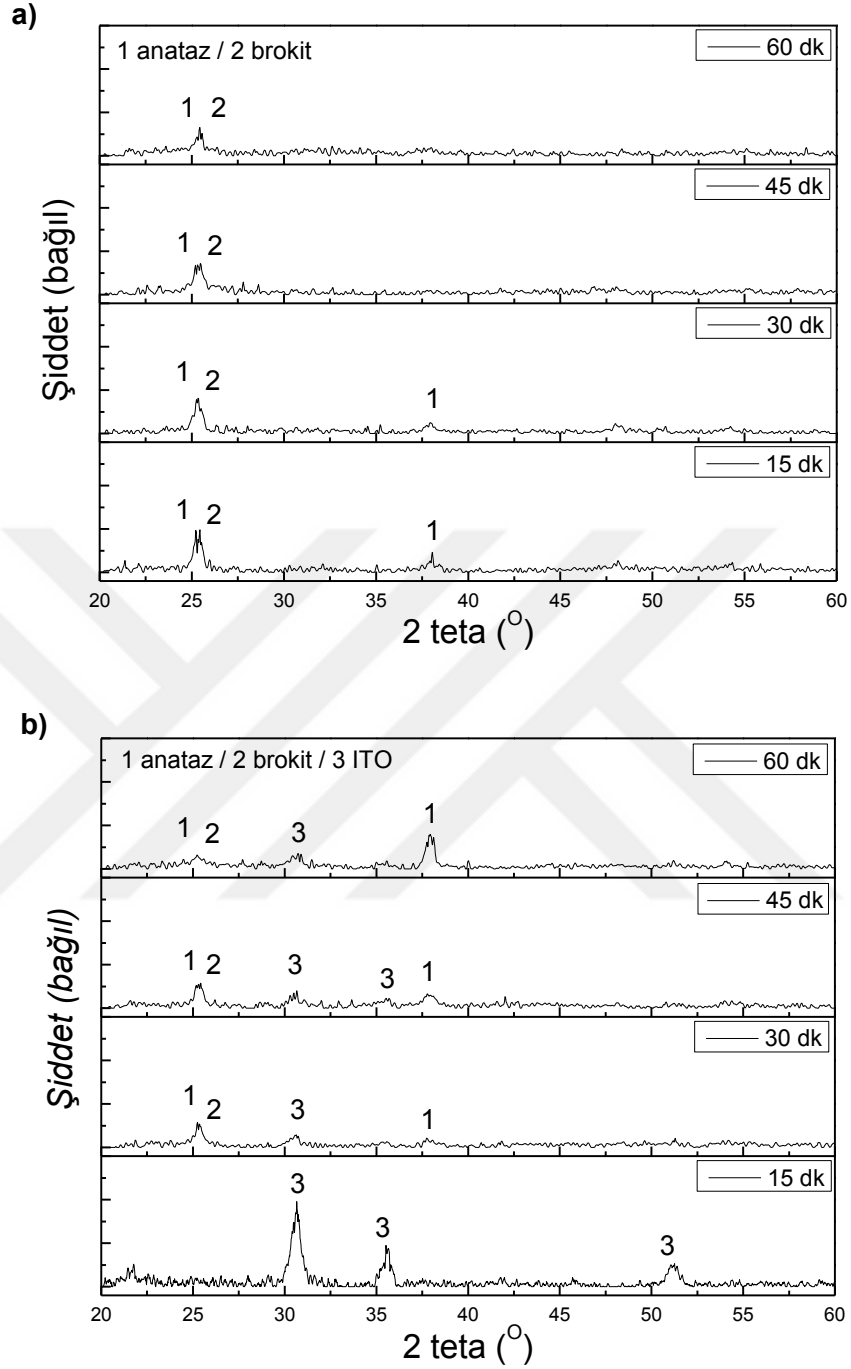 a)
1 anataz / 2 brokit
60 dk
1 2
45 dk
1 2
Şiddet (bağıl)
30 dk
1 2
1
15 dk
1 2
1
20 25 30 35 40 45 50 55 60
2 teta (O)
b)
1 anataz / 2 brokit / 3 ITO
60 dk
1 2
3
1
45 dk
1 2
3
3
1
Şiddet (bağıl)
30 dk
1 2
3
1
15 dk
3
3
3
20 25 30 35 40 45 50 55 60
2 teta (O)